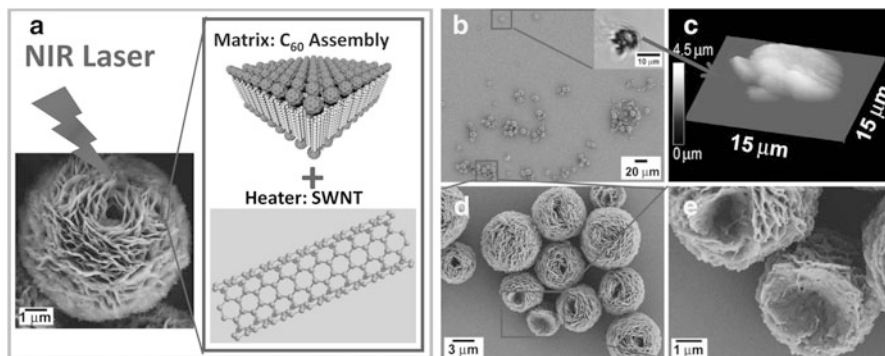 a
NIR Laser
Matrix: C₆₀ Assembly
+
Heater: SWNT
1 µm
b
10 µm
20 µm
c
4.5 µm
0 µm
15 µm
15 µm
d
3 µm
e
1 µm